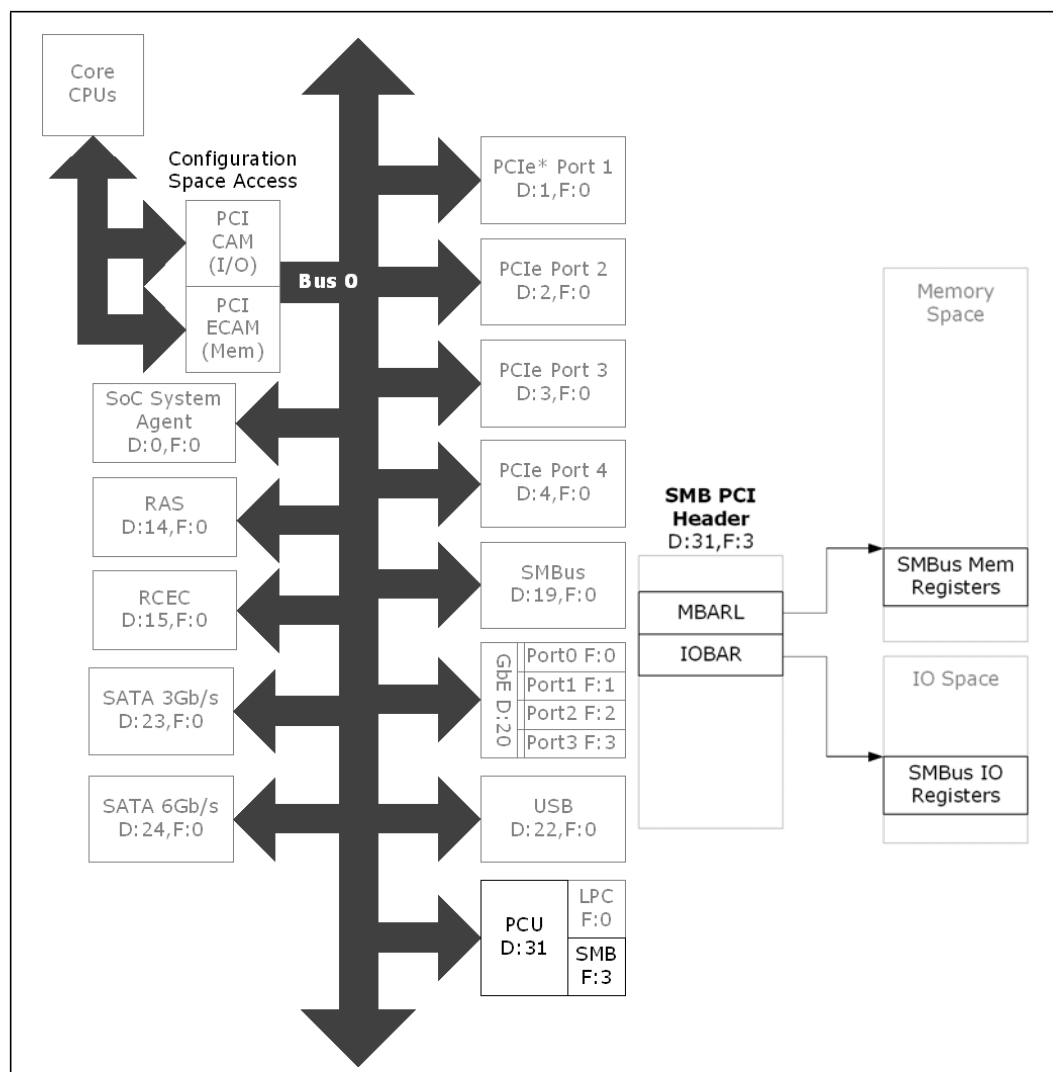 Core
CPUs
Configuration
Space Access
PCI
CAM
(I/O)
PCI
ECAM
(Mem)
Bus 0
SoC System
Agent
D:0,F:0
RAS
D:14,F:0
RCEC
D:15,F:0
SATA 3Gb/s
D:23,F:0
SATA 6Gb/s
D:24,F:0
PCIe* Port 1
D:1,F:0
PCIe Port 2
D:2,F:0
PCIe Port 3
D:3,F:0
PCIe Port 4
D:4,F:0
SMBus
D:19,F:0
GbE D:20
Port0 F:0
Port1 F:1
Port2 F:2
Port3 F:3
USB
D:22,F:0
PCU
D:31
LPC
F:0
SMB
F:3
SMB PCI
Header
D:31,F:3
MBARL
IOBAR
Memory
Space
SMBus Mem
Registers
IO Space
SMBus IO
Registers